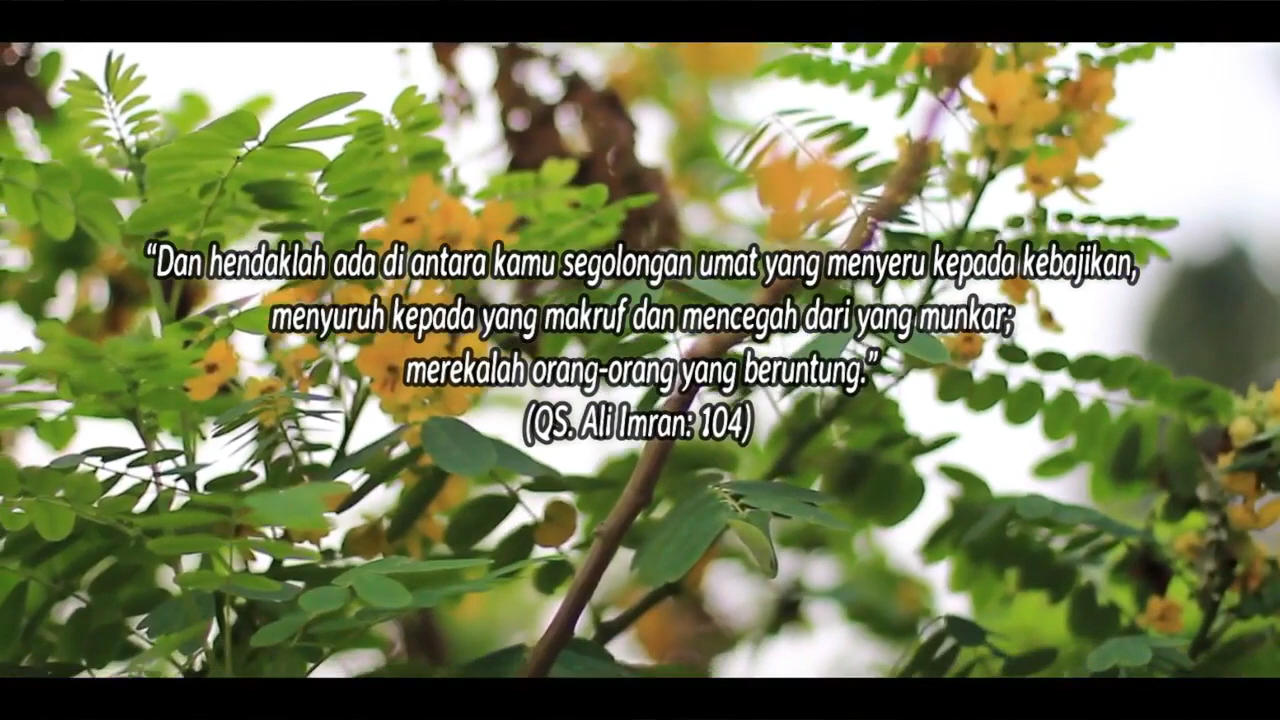 “Dan hendaklah ada di antara kamu segolongan umat yang menyeru kepada kebajikan,
menyuruh kepada yang makruf dan mencegah dari yang munkar;
merekalah orang-orang yang beruntung.”
(QS. Ali Imran: 104)